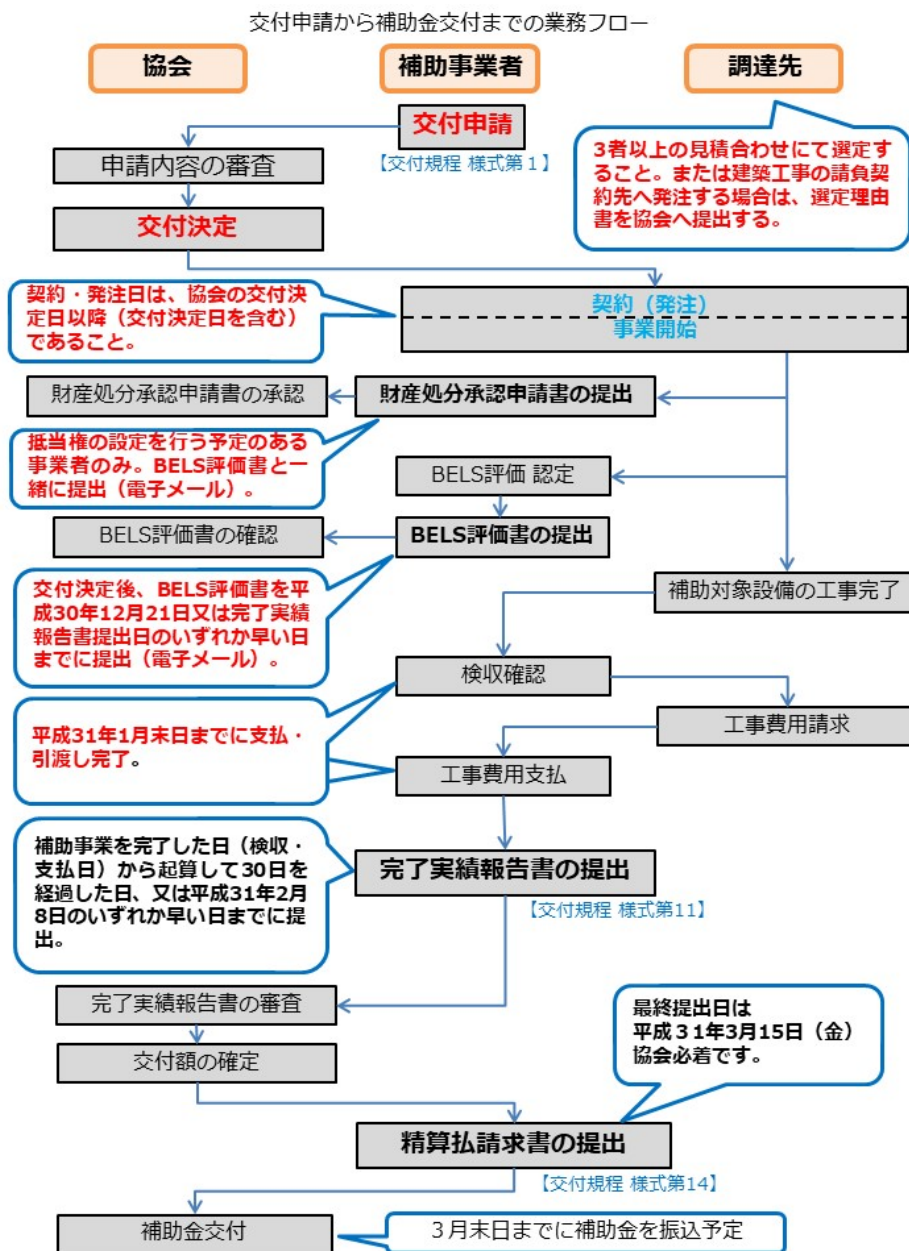 交付申請から補助金交付までの業務フロー
協会
補助事業者
調達先
交付申請
【交付規程 様式第１】
3者以上の見積合わせにて選定す
ること。または建築工事の請負契
約先へ発注する場合は、選定理由
書を協会へ提出する。
申請内容の審査
交付決定
契約・発注日は、協会の交付決
定日以降（交付決定日を含む）
であること。
契約（発注）
事業開始
財産処分承認申請書の承認
財産処分承認申請書の提出
抵当権の設定を行う予定のある
事業者のみ。BELS評価書と一
緒に提出（電子メール）。
BELS評価 認定
BELS評価書の確認
BELS評価書の提出
交付決定後、BELS評価書を平
成30年12月21日又は完了実績
報告書提出日のいずれか早い日
までに提出（電子メール）。
補助対象設備の工事完了
検収確認
平成31年1月末日までに支払・
引渡し完了。
工事費用請求
工事費用支払
補助事業を完了した日（検収・
支払日）から起算して30日を
経過した日、又は平成31年2月
8日のいずれか早い日までに提
出。
完了実績報告書の提出
【交付規程 様式第11】
完了実績報告書の審査
最終提出日は
平成３1年3月15日（金）
協会必着です。
交付額の確定
精算払請求書の提出
【交付規程 様式第14】
補助金交付
３月末日までに補助金を振込予定